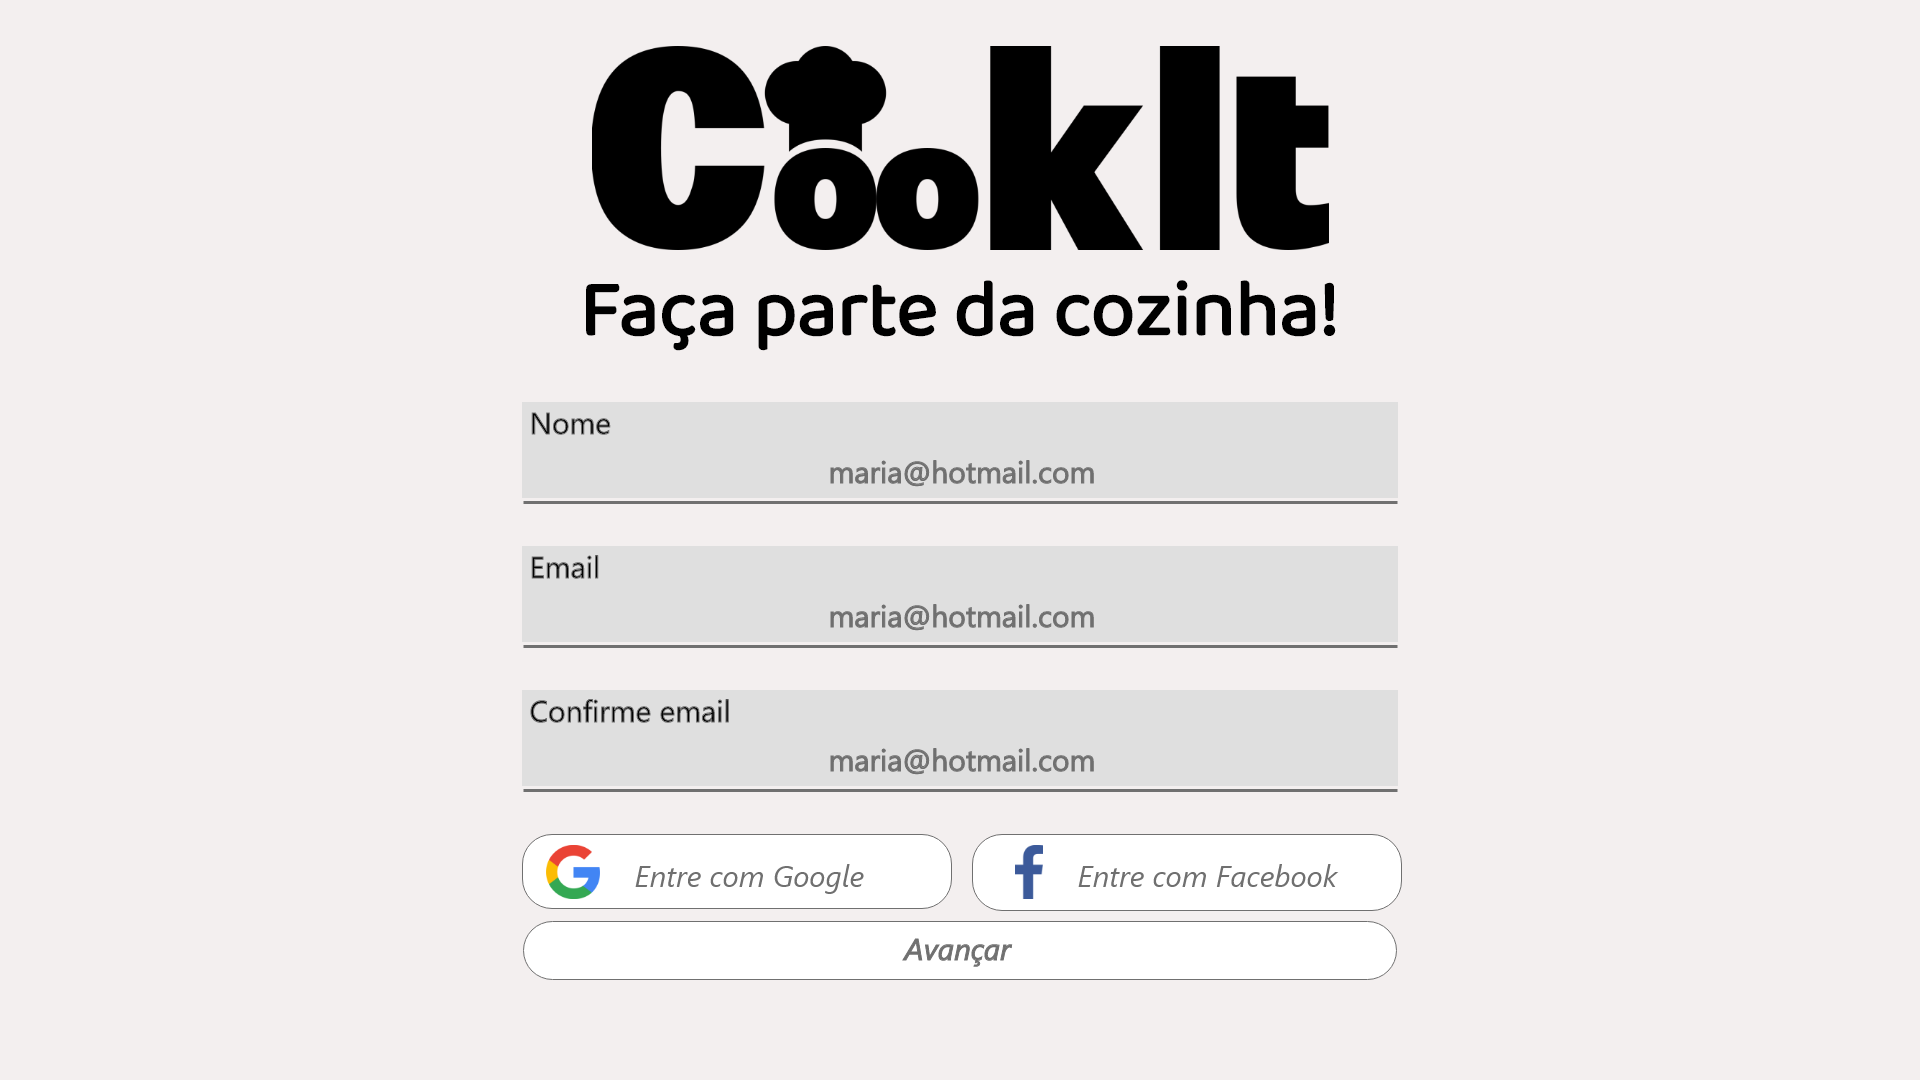 CookIt
Faça parte da cozinha!
Nome
maria@hotmail.com
Email
maria@hotmail.com
Confirme email
maria@hotmail.com
Entre com Google
Entre com Facebook
Avançar